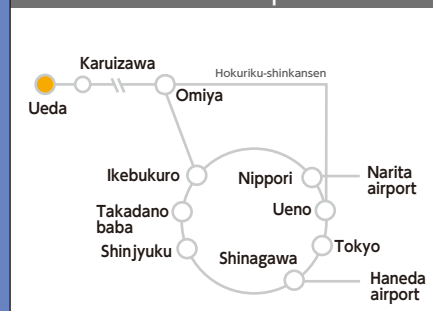 Karuizawa
Hokuriku-shinkansen
Omiya
Ueda
Ikebukuro
Nippori
Narita
airport
Takadano
baba
Ueno
Shinjyuku
Shinagawa
Tokyo
Haneda
airport